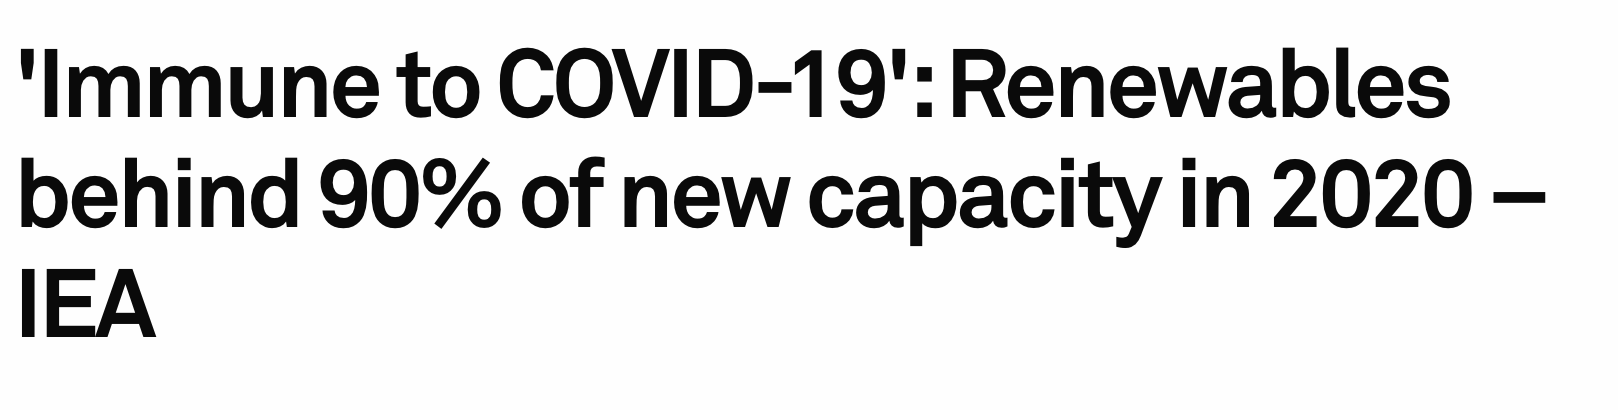 'Immune to COVID-19': Renewables
behind 90% of new capacity in 2020 –
IEA